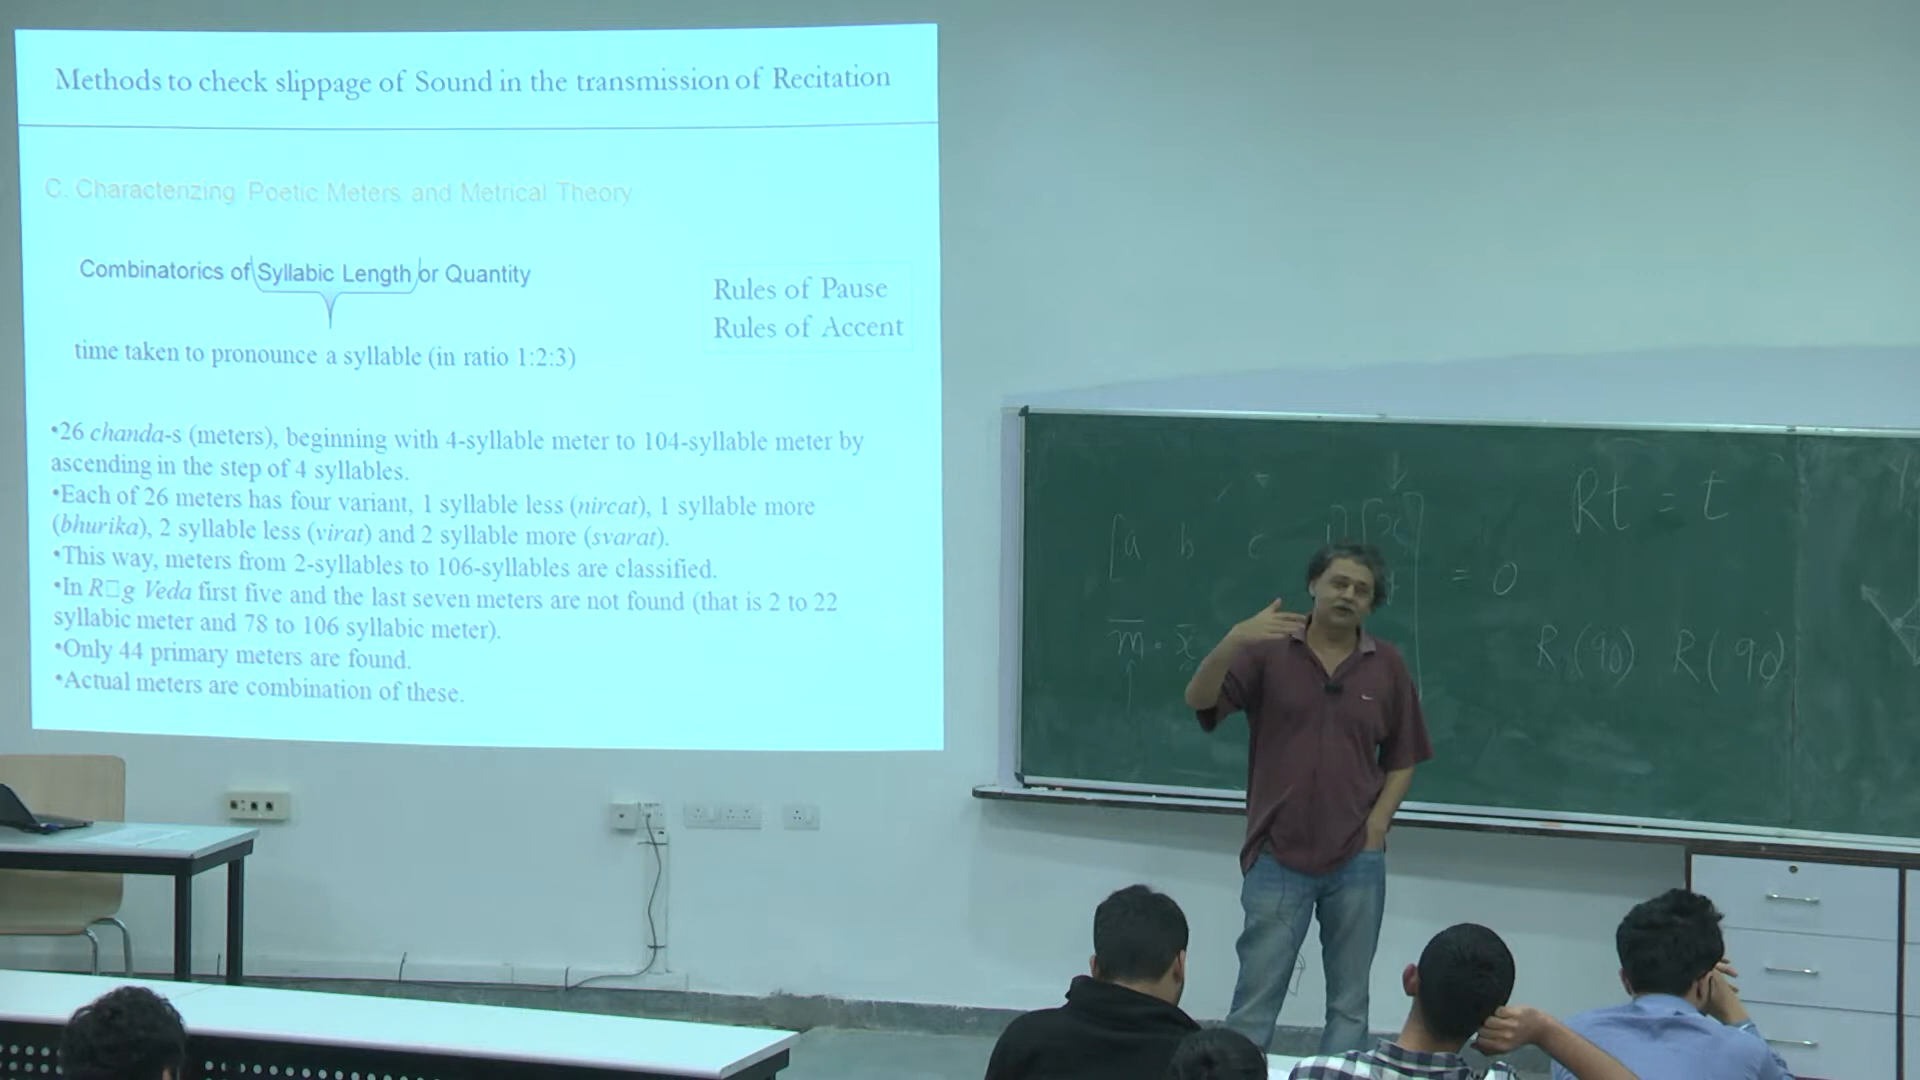 Methods to check slippage of Sound in the transmission of Recitation
C. Characterizing Poetic Meters and Metrical Theory
Combinatorics of Syllabic Length or Quantity
time taken to pronounce a syllable (in ratio 1:2:3)
Rules of Pause
Rules of Accent
•26 chanda-s (meters), beginning with 4-syllable meter to 104-syllable meter by
ascending in the step of 4 syllables.
•Each of 26 meters has four variant, 1 syllable less (nircat), 1 syllable more
(bhurika), 2 syllable less (virat) and 2 syllable more (svarat).
•This way, meters from 2-syllables to 106-syllables are classified.
•In R□g Veda first five and the last seven meters are not found (that is 2 to 22
syllabic meter and 78 to 106 syllabic meter).
•Only 44 primary meters are found.
•Actual meters are combination of these.
[a b c
= 0
m · x
Rt = t
R(90) R(90)